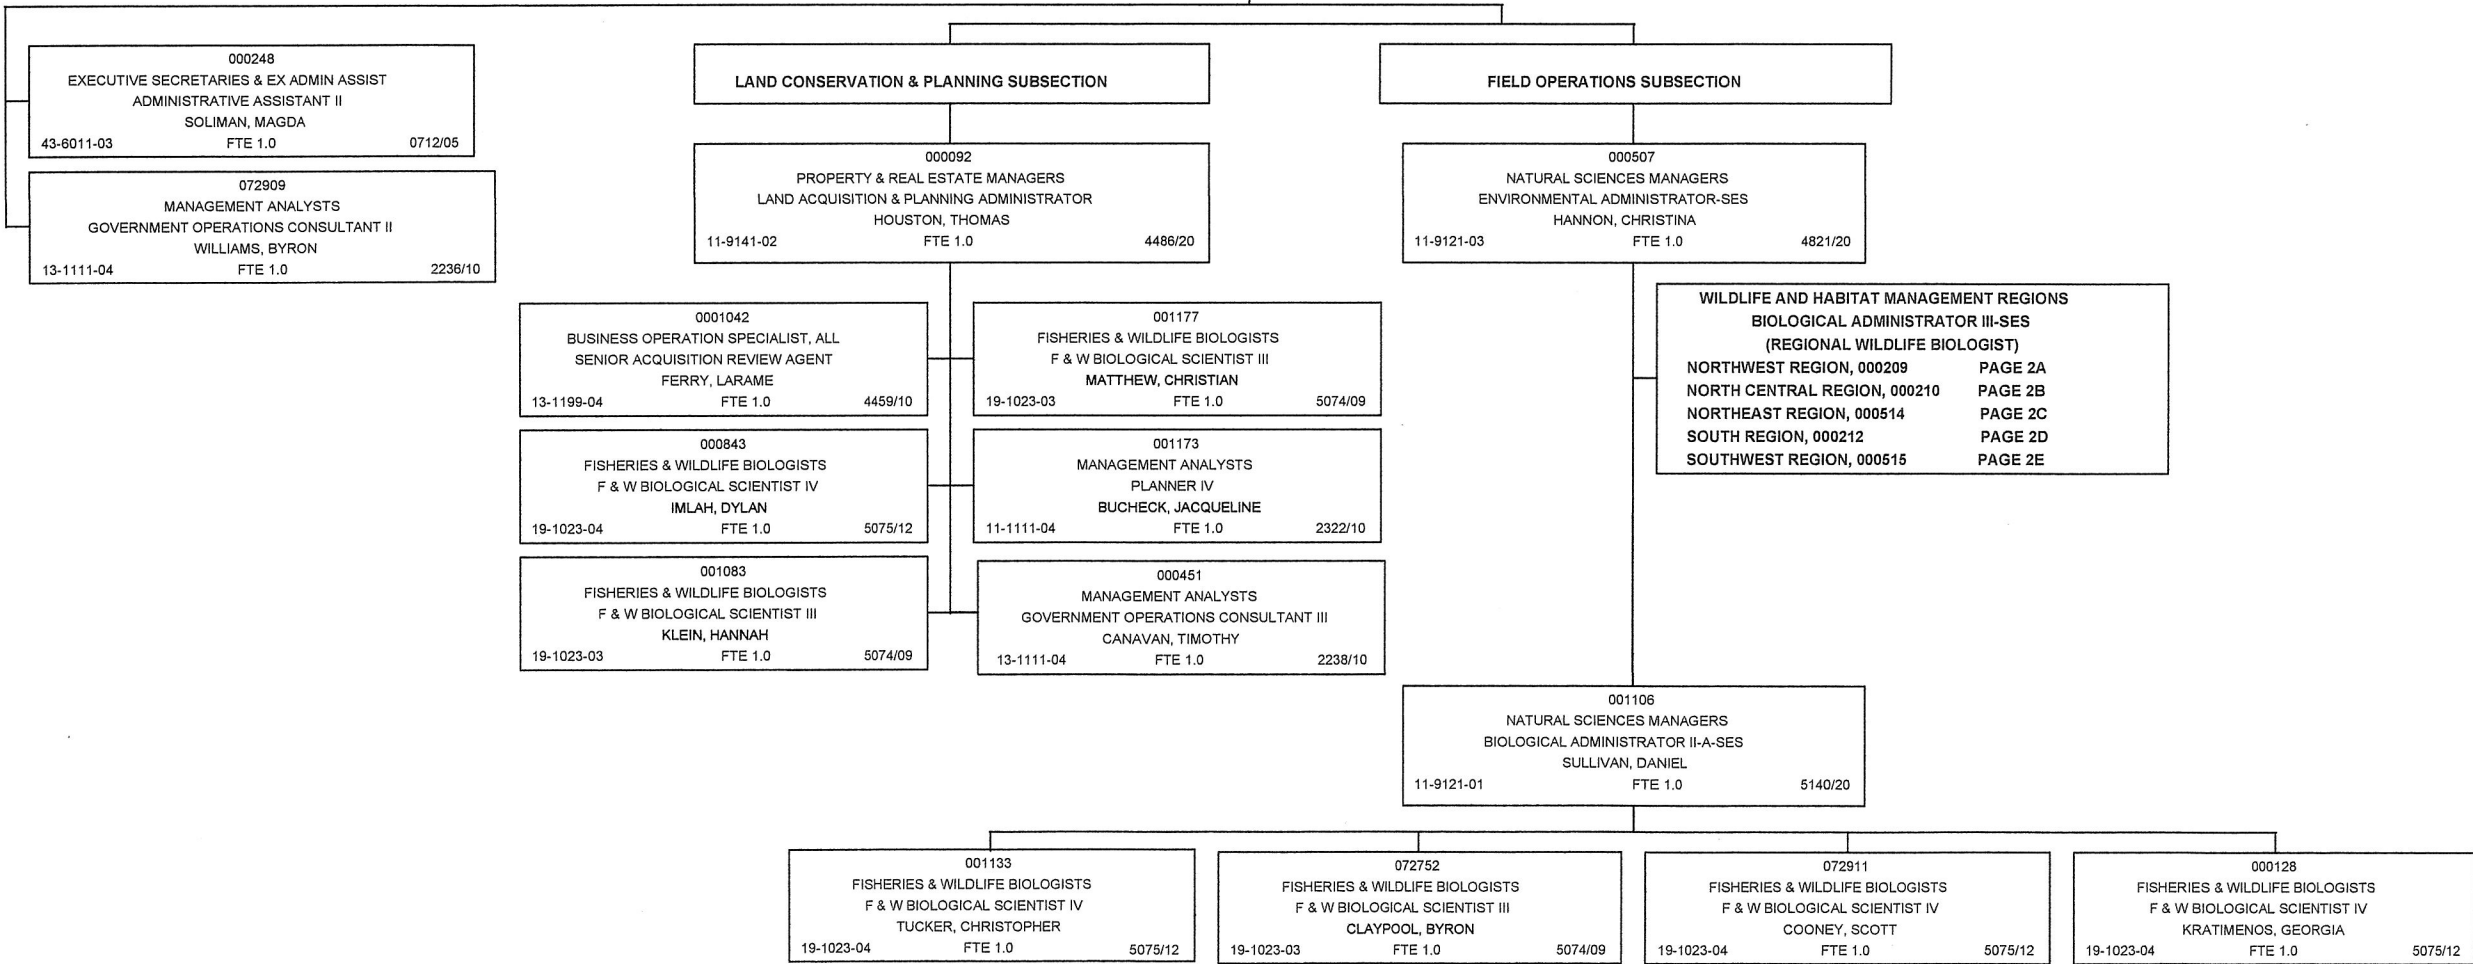 000248
EXECUTIVE SECRETARIES & EX ADMIN ASSIST
ADMINISTRATIVE ASSISTANT II
SOLIMAN, MAGDA
43-6011-03 FTE 1.0 0712/05
072909
MANAGEMENT ANALYSTS
GOVERNMENT OPERATIONS CONSULTANT II
WILLIAMS, BYRON
13-1111-04 FTE 1.0 2236/10
LAND CONSERVATION & PLANNING SUBSECTION
000092
PROPERTY & REAL ESTATE MANAGERS
LAND ACQUISITION & PLANNING ADMINISTRATOR
HOUSTON, THOMAS
11-9141-02 FTE 1.0 4486/20
0001042
BUSINESS OPERATION SPECIALIST, ALL
SENIOR ACQUISITION REVIEW AGENT
FERRY, LARAME
13-1199-04 FTE 1.0 4459/10
001177
FISHERIES & WILDLIFE BIOLOGISTS
F & W BIOLOGICAL SCIENTIST III
MATTHEW, CHRISTIAN
19-1023-03 FTE 1.0 5074/09
000843
FISHERIES & WILDLIFE BIOLOGISTS
F & W BIOLOGICAL SCIENTIST IV
IMLAH, DYLAN
19-1023-04 FTE 1.0 5075/12
001173
MANAGEMENT ANALYSTS
PLANNER IV
BUCHECK, JACQUELINE
11-1111-04 FTE 1.0 2322/10
001083
FISHERIES & WILDLIFE BIOLOGISTS
F & W BIOLOGICAL SCIENTIST III
KLEIN, HANNAH
19-1023-03 FTE 1.0 5074/09
000451
MANAGEMENT ANALYSTS
GOVERNMENT OPERATIONS CONSULTANT III
CANAVAN, TIMOTHY
13-1111-04 FTE 1.0 2238/10
FIELD OPERATIONS SUBSECTION
000507
NATURAL SCIENCES MANAGERS
ENVIRONMENTAL ADMINISTRATOR-SES
HANNON, CHRISTINA
11-9121-03 FTE 1.0 4821/20
WILDLIFE AND HABITAT MANAGEMENT REGIONS
BIOLOGICAL ADMINISTRATOR III-SES
(REGIONAL WILDLIFE BIOLOGIST)
NORTHWEST REGION, 000209 PAGE 2A
NORTH CENTRAL REGION, 000210 PAGE 2B
NORTHEAST REGION, 000514 PAGE 2C
SOUTH REGION, 000212 PAGE 2D
SOUTHWEST REGION, 000515 PAGE 2E
001106
NATURAL SCIENCES MANAGERS
BIOLOGICAL ADMINISTRATOR II-A-SES
SULLIVAN, DANIEL
11-9121-01 FTE 1.0 5140/20
001133
FISHERIES & WILDLIFE BIOLOGISTS
F & W BIOLOGICAL SCIENTIST IV
TUCKER, CHRISTOPHER
19-1023-04 FTE 1.0 5075/12
072752
FISHERIES & WILDLIFE BIOLOGISTS
F & W BIOLOGICAL SCIENTIST III
CLAYPOOL, BYRON
19-1023-03 FTE 1.0 5074/09
072911
FISHERIES & WILDLIFE BIOLOGISTS
F & W BIOLOGICAL SCIENTIST IV
COONEY, SCOTT
19-1023-04 FTE 1.0 5075/12
000128
FISHERIES & WILDLIFE BIOLOGISTS
F & W BIOLOGICAL SCIENTIST IV
KRATIMENOS, GEORGIA
19-1023-04 FTE 1.0 5075/12